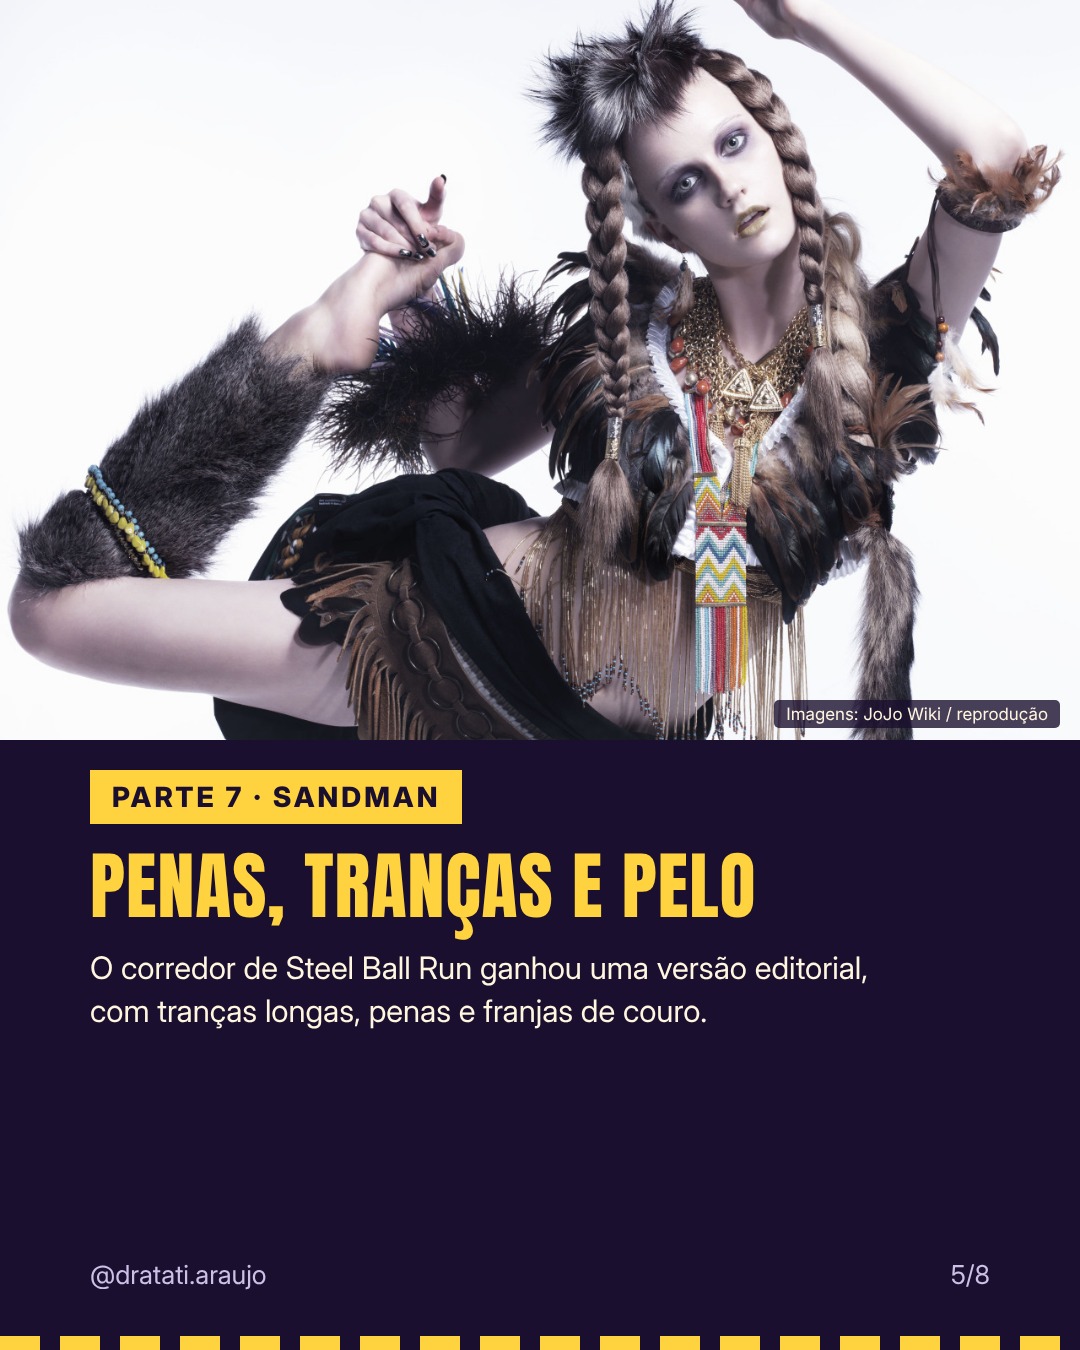 Imagens: JoJo Wiki / reprodução
PARTE 7 · SANDMAN
PENAS, TRANÇAS E PELO
O corredor de Steel Ball Run ganhou uma versão editorial,
com tranças longas, penas e franjas de couro.
@dratati.araujo
5/8